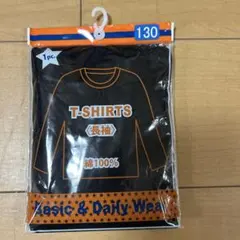 130
1pc.
T-SHIRTS
〈長袖〉
綿100%
Basic & Daily Wear